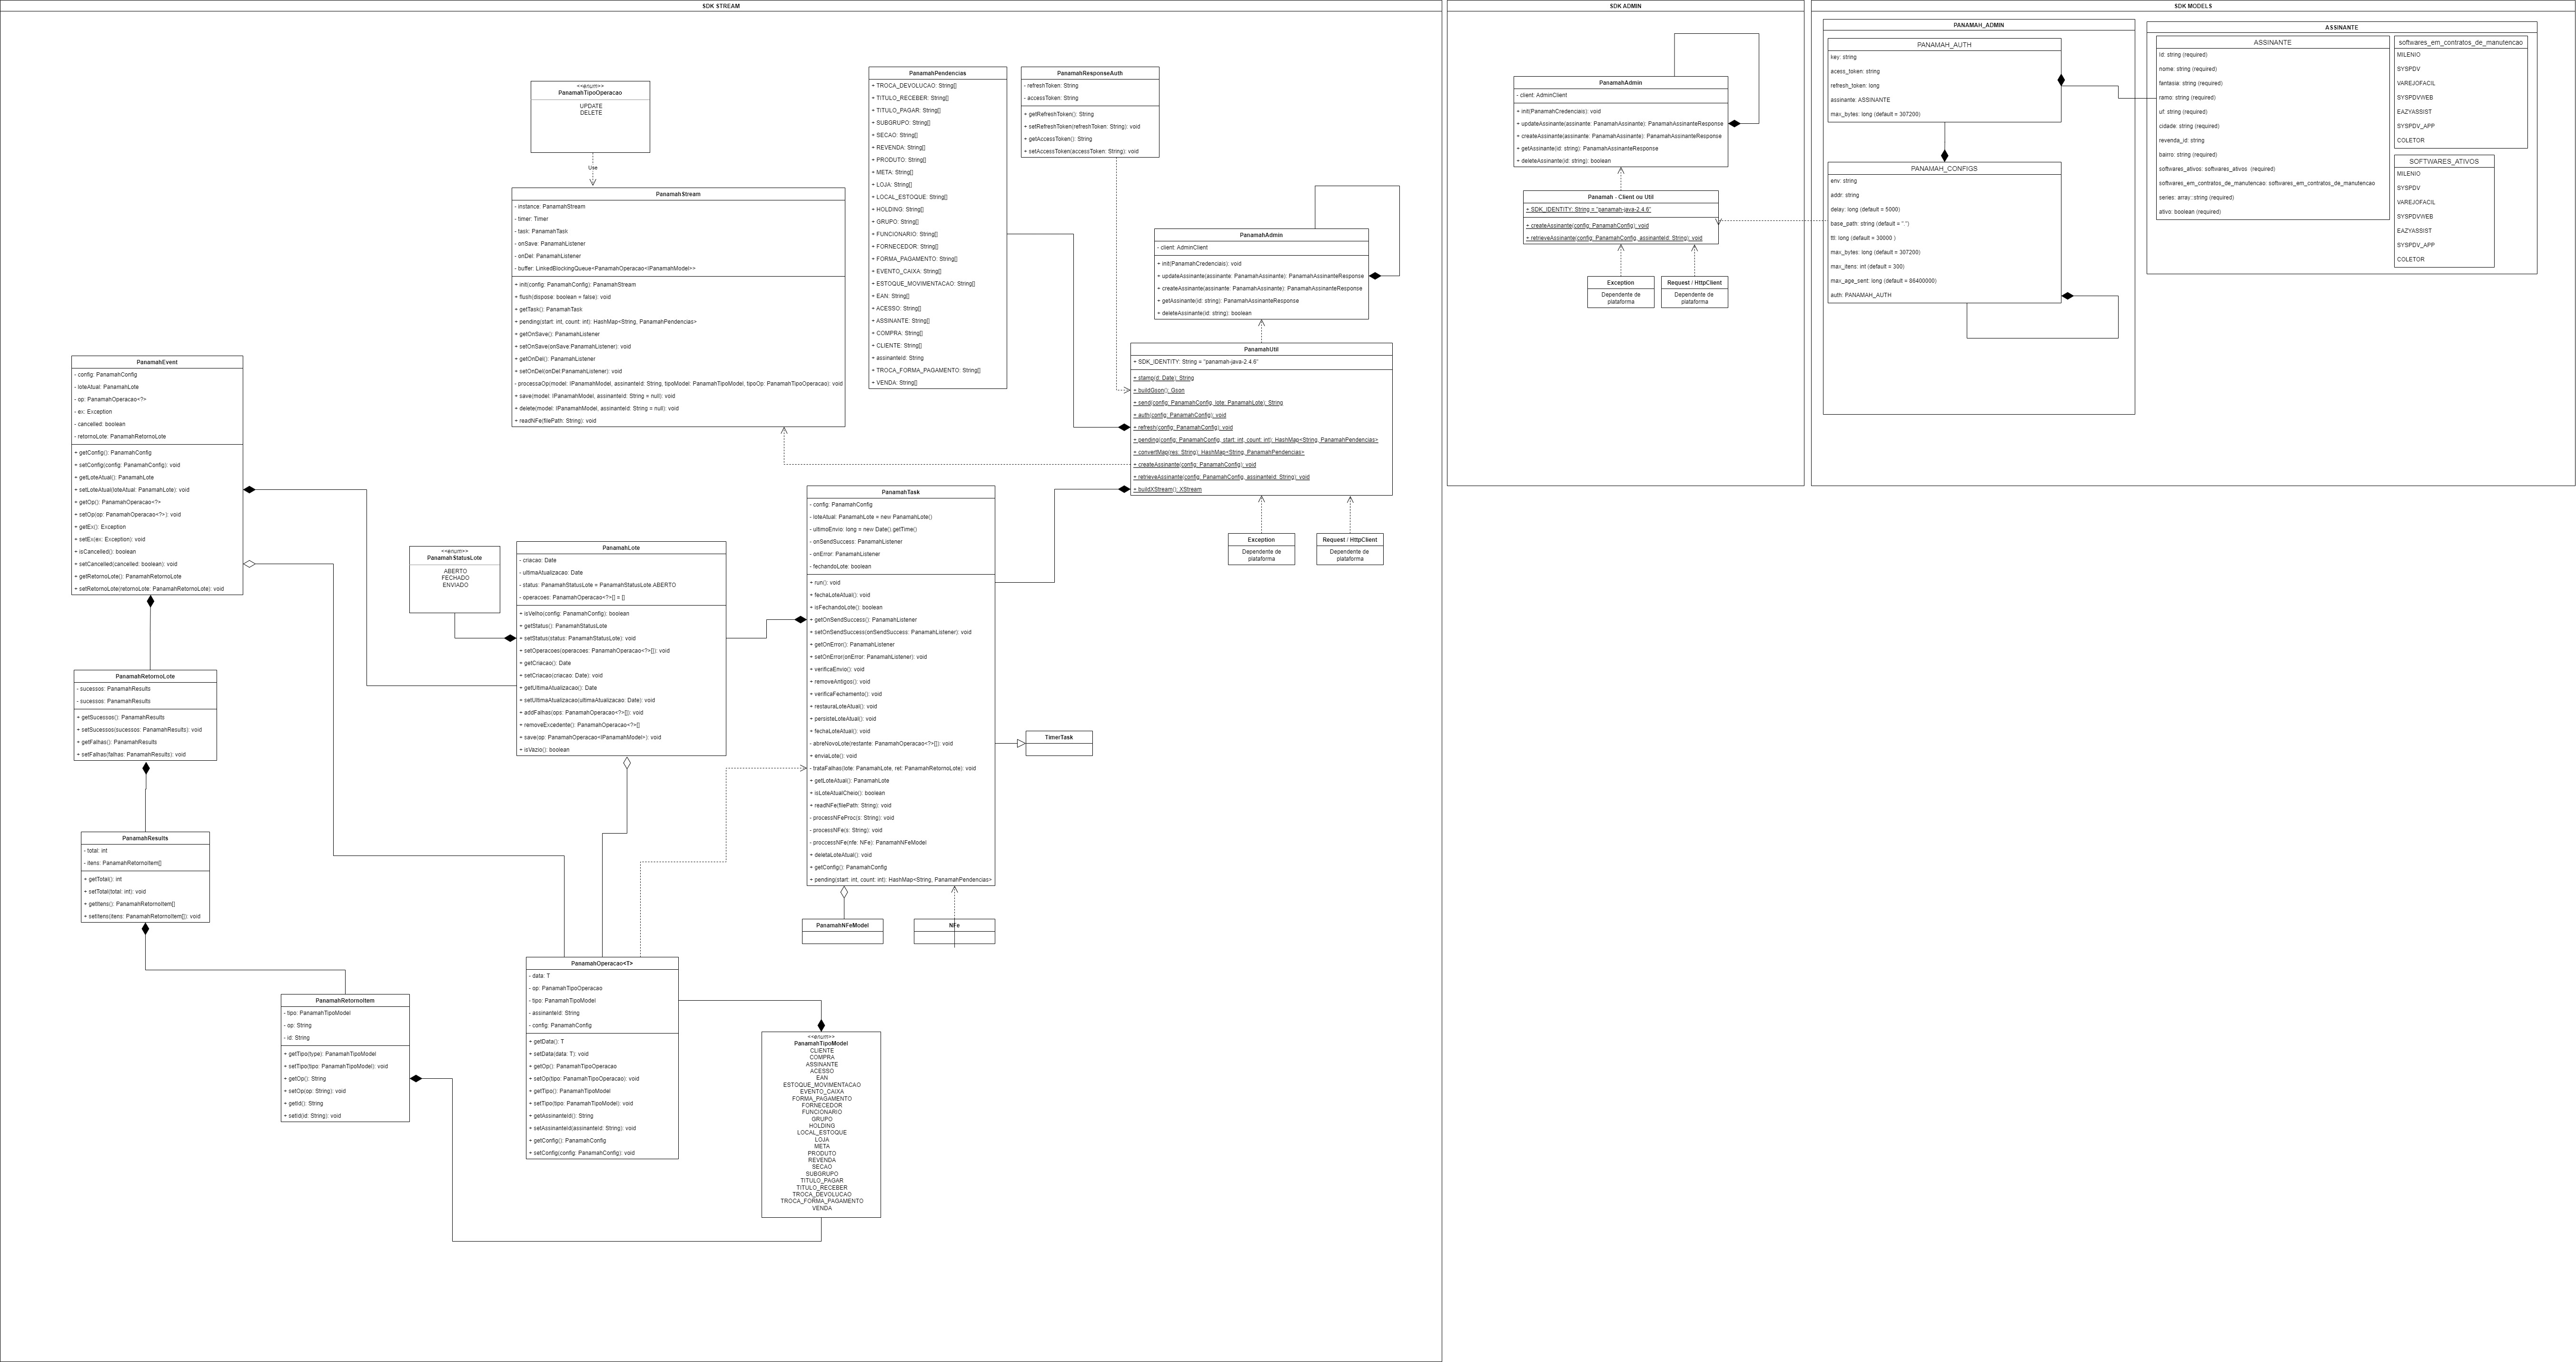 SDK STREAM
<<enum>>
PanamahTipoOperacao
UPDATE
DELETE
Use
PanamahStream
- instance: PanamahStream
- timer: Timer
- task: PanamahTask
- onSave: PanamahListener
- onDel: PanamahListener
- buffer: LinkedBlockingQueue<PanamahOperacao<IPanamahModel>>
+ init(config: PanamahConfig): PanamahStream
+ flush(dispose: boolean = false): void
+ getTask(): PanamahTask
+ pending(start: int, count: int): HashMap<String, PanamahPendencias>
+ getOnSave(): PanamahListener
+ setOnSave(onSave:PanamahListener): void
+ getOnDel(): PanamahListener
+ setOnDel(onDel:PanamahListener): void
- processaOp(model: IPanamahModel, assinanteId: String, tipoModel: PanamahTipoModel, tipoOp: PanamahTipoOperacao): void
+ save(model: IPanamahModel, assinanteId: String = null): void
+ delete(model: IPanamahModel, assinanteId: String = null): void
+ readNFe(filePath: String): void
PanamahPendencias
+ TROCA_DEVOLUCAO: String[]
+ TITULO_RECEBER: String[]
+ TITULO_PAGAR: String[]
+ SUBGRUPO: String[]
+ SECAO: String[]
+ REVENDA: String[]
+ PRODUTO: String[]
+ META: String[]
+ LOJA: String[]
+ LOCAL_ESTOQUE: String[]
+ HOLDING: String[]
+ GRUPO: String[]
+ FUNCIONARIO: String[]
+ FORNECEDOR: String[]
+ FORMA_PAGAMENTO: String[]
+ EVENTO_CAIXA: String[]
+ ESTOQUE_MOVIMENTACAO: String[]
+ EAN: String[]
+ ACESSO: String[]
+ ASSINANTE: String[]
+ COMPRA: String[]
+ CLIENTE: String[]
+ assinanteId: String
+ TROCA_FORMA_PAGAMENTO: String[]
+ VENDA: String[]
PanamahResponseAuth
- refreshToken: String
- accessToken: String
+ getRefreshToken(): String
+ setRefreshToken(refreshToken: String): void
+ getAccessToken(): String
+ setAccessToken(accessToken: String): void
PanamahAdmin
- client: AdminClient
+ init(PanamahCredenciais): void
+ updateAssinante(assinante: PanamahAssinante): PanamahAssinanteResponse
+ createAssinante(assinante: PanamahAssinante): PanamahAssinanteResponse
+ getAssinante(id: string): PanamahAssinanteResponse
+ deleteAssinante(id: string): boolean
PanamahUtil
+ SDK_IDENTITY: String = "panamah-java-2.4.6"
+ stamp(d: Date): String
+ buildGson(): Gson
+ send(config: PanamahConfig, lote: PanamahLote): String
+ auth(config: PanamahConfig): void
+ refresh(config: PanamahConfig): void
+ pending(config: PanamahConfig, start: int, count: int): HashMap<String, PanamahPendencias>
+ convertMap(res: String): HashMap<String, PanamahPendencias>
+ createAssinante(config: PanamahConfig): void
+ retrieveAssinante(config: PanamahConfig, assinanteId: String): void
+ buildXStream(): XStream
Exception
Dependente de
plataforma
Request / HttpClient
Dependente de
plataforma
PanamahEvent
- config: PanamahConfig
- loteAtual: PanamahLote
- op: PanamahOperacao<?>
- ex: Exception
- cancelled: boolean
- retornoLote: PanamahRetornoLote
+ getConfig(): PanamahConfig
+ setConfig(config: PanamahConfig): void
+ getLoteAtual(): PanamahLote
+ setLoteAtual(loteAtual: PanamahLote): void
+ getOp(): PanamahOperacao<?>
+ setOp(op: PanamahOperacao<?>): void
+ getEx(): Exception
+ setEx(ex: Exception): void
+ isCancelled(): boolean
+ setCancelled(cancelled: boolean): void
+ getRetornoLote(): PanamahRetornoLote
+ setRetornoLote(retornoLote: PanamahRetornoLote): void
<<enum>>
PanamahStatusLote
ABERTO
FECHADO
ENVIADO
PanamahLote
- criacao: Date
- ultimaAtualizacao: Date
- status: PanamahStatusLote = PanamahStatusLote.ABERTO
- operacoes: PanamahOperacao<?>[] = []
+ isVelho(config: PanamahConfig): boolean
+ getStatus(): PanamahStatusLote
+ setStatus(status: PanamahStatusLote): void
+ setOperacoes(operacoes: PanamahOperacao<?>[]): void
+ getCriacao(): Date
+ setCriacao(criacao: Date): void
+ getUltimaAtualizacao(): Date
+ setUltimaAtualizacao(ultimaAtualizacao: Date): void
+ addFalhas(ops: PanamahOperacao<?>[]): void
+ removeExcedente(): PanamahOperacao<?>[]
+ save(op: PanamahOperacao<IPanamahModel>): void
+ isVazio(): boolean
PanamahTask
- config: PanamahConfig
- loteAtual: PanamahLote = new PanamahLote()
- ultimoEnvio: long = new Date().getTime()
- onSendSuccess: PanamahListener
- onError: PanamahListener
- fechandoLote: boolean
+ run(): void
+ fechaLoteAtual(): void
+ isFechandoLote(): boolean
+ getOnSendSuccess(): PanamahListener
+ setOnSendSuccess(onSendSuccess: PanamahListener): void
+ getOnError(): PanamahListener
+ setOnError(onError: PanamahListener): void
+ verificaEnvio(): void
+ removeAntigos(): void
+ verificaFechamento(): void
+ restauraLoteAtual(): void
+ persisteLoteAtual(): void
+ fechaLoteAtual(): void
- abreNovoLote(restante: PanamahOperacao<?>[]): void
+ enviaLote(): void
- trataFalhas(lote: PanamahLote, ret: PanamahRetornoLote): void
+ getLoteAtual(): PanamahLote
+ isLoteAtualCheio(): boolean
+ readNFe(filePath: String): void
- processNFeProc(s: String): void
- processNFe(s: String): void
- proccessNFe(nfe: NFe): PanamahNFeModel
+ deletaLoteAtual(): void
+ getConfig(): PanamahConfig
+ pending(start: int, count: int): HashMap<String, PanamahPendencias>
TimerTask
PanamahNFeModel
NFe
PanamahRetornoLote
- sucessos: PanamahResults
- sucessos: PanamahResults
+ getSucessos(): PanamahResults
+ setSucessos(sucessos: PanamahResults): void
+ getFalhas(): PanamahResults
+ setFalhas(falhas: PanamahResults): void
PanamahResults
- total: int
- itens: PanamahRetornoItem[]
+ getTotal(): int
+ setTotal(total: int): void
+ getItens(): PanamahRetornoItem[]
+ setItens(itens: PanamahRetornoItem[]): void
PanamahRetornoItem
- tipo: PanamahTipoModel
- op: String
- id: String
+ getTipo(type): PanamahTipoModel
+ setTipo(tipo: PanamahTipoModel): void
+ getOp(): String
+ setOp(op: String): void
+ getId(): String
+ setId(id: String): void
PanamahOperacao<T>
- data: T
- op: PanamahTipoOperacao
- tipo: PanamahTipoModel
- assinanteId: String
- config: PanamahConfig
+ getData(): T
+ setData(data: T): void
+ getOp(): PanamahTipoOperacao
+ setOp(tipo: PanamahTipoOperacao): void
+ getTipo(): PanamahTipoModel
+ setTipo(tipo: PanamahTipoModel): void
+ getAssinanteId(): String
+ setAssinanteId(assinanteId: String): void
+ getConfig(): PanamahConfig
+ setConfig(config: PanamahConfig): void
<<enum>>
PanamahTipoModel
CLIENTE
COMPRA
ASSINANTE
ACESSO
EAN
ESTOQUE_MOVIMENTACAO
EVENTO_CAIXA
FORMA_PAGAMENTO
FORNECEDOR
FUNCIONARIO
GRUPO
HOLDING
LOCAL_ESTOQUE
LOJA
META
PRODUTO
REVENDA
SECAO
SUBGRUPO
TITULO_PAGAR
TITULO_RECEBER
TROCA_DEVOLUCAO
TROCA_FORMA_PAGAMENTO
VENDA
SDK ADMIN
PanamahAdmin
- client: AdminClient
+ init(PanamahCredenciais): void
+ updateAssinante(assinante: PanamahAssinante): PanamahAssinanteResponse
+ createAssinante(assinante: PanamahAssinante): PanamahAssinanteResponse
+ getAssinante(id: string): PanamahAssinanteResponse
+ deleteAssinante(id: string): boolean
Panamah - Client ou Util
+ SDK_IDENTITY: String = "panamah-java-2.4.6"
+ createAssinante(config: PanamahConfig): void
+ retrieveAssinante(config: PanamahConfig, assinanteId: String): void
Exception
Dependente de
plataforma
Request / HttpClient
Dependente de
plataforma
SDK MODELS
PANAMAH_ADMIN
PANAMAH_AUTH
key: string
acess_token: string
refresh_token: long
assinante: ASSINANTE
max_bytes: long (default = 307200)
PANAMAH_CONFIGS
env: string
addr: string
delay: long (default = 5000)
base_path: string (default = ".")
ttl: long (default = 30000 )
max_bytes: long (default = 307200)
max_itens: int (default = 300)
max_age_sent: long (default = 86400000)
auth: PANAMAH_AUTH
ASSINANTE
ASSINANTE
id: string (required)
nome: string (required)
fantasia: string (required)
ramo: string (required)
uf: string (required)
cidade: string (required)
revenda_id: string
bairro: string (required)
softwares_ativos: softwares_ativos (required)
softwares_em_contratos_de_manutencao: softwares_em_contratos_de_manutencao
series: array::string (required)
ativo: boolean (required)
softwares_em_contratos_de_manutencao
MILENIO
SYSPDV
VAREJOFACIL
SYSPDVWEB
EAZYASSIST
SYSPDV_APP
COLETOR
SOFTWARES_ATIVOS
MILENIO
SYSPDV
VAREJOFACIL
SYSPDVWEB
EAZYASSIST
SYSPDV_APP
COLETOR